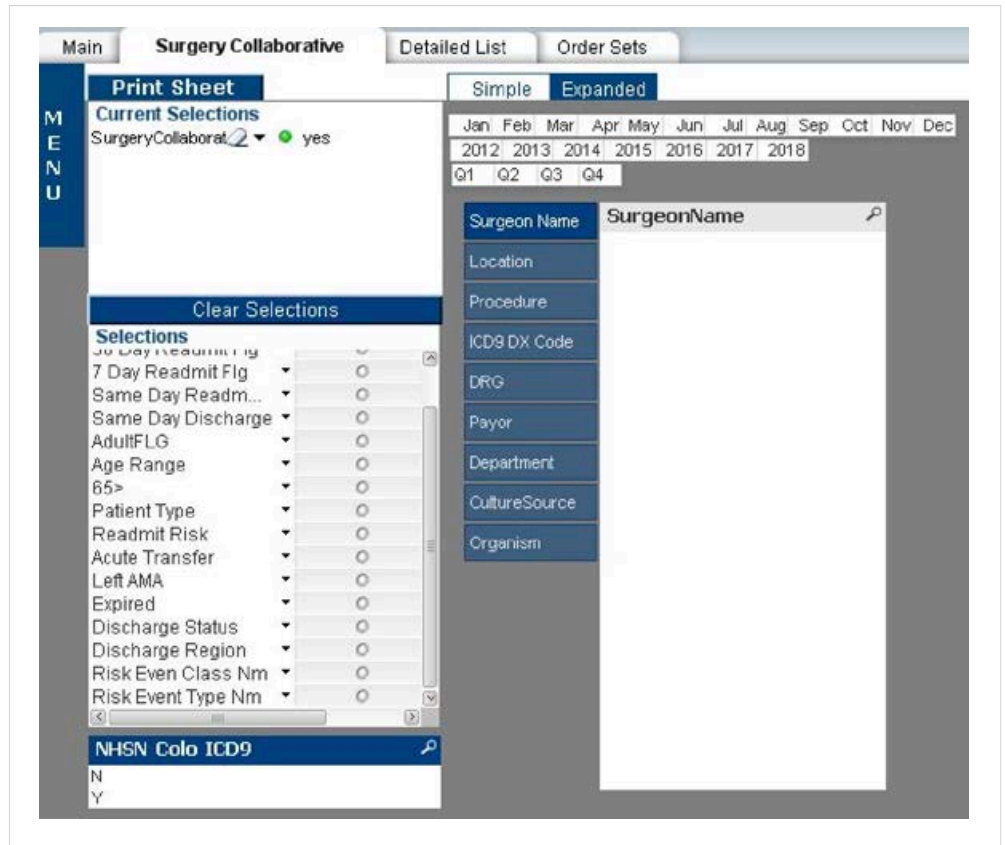 Main Surgery Collaborative Detailed List Order Sets
MENU
Print Sheet
Current Selections
SurgeryCollaborat yes
Clear Selections
Selections
30 Day Readmit Flg
7 Day Readmit Flg
Same Day Readm...
Same Day Discharge
AdultFLG
Age Range
65>
Patient Type
Readmit Risk
Acute Transfer
Left AMA
Expired
Discharge Status
Discharge Region
Risk Even Class Nm
Risk Event Type Nm
NHSN Colo ICD9
N
Y
Simple Expanded
Jan Feb Mar Apr May Jun Jul Aug Sep Oct Nov Dec
2012 2013 2014 2015 2016 2017 2018
Q1 Q2 Q3 Q4
Surgeon Name
Location
Procedure
ICD9 DX Code
DRG
Payor
Department
CultureSource
Organism
SurgeonName